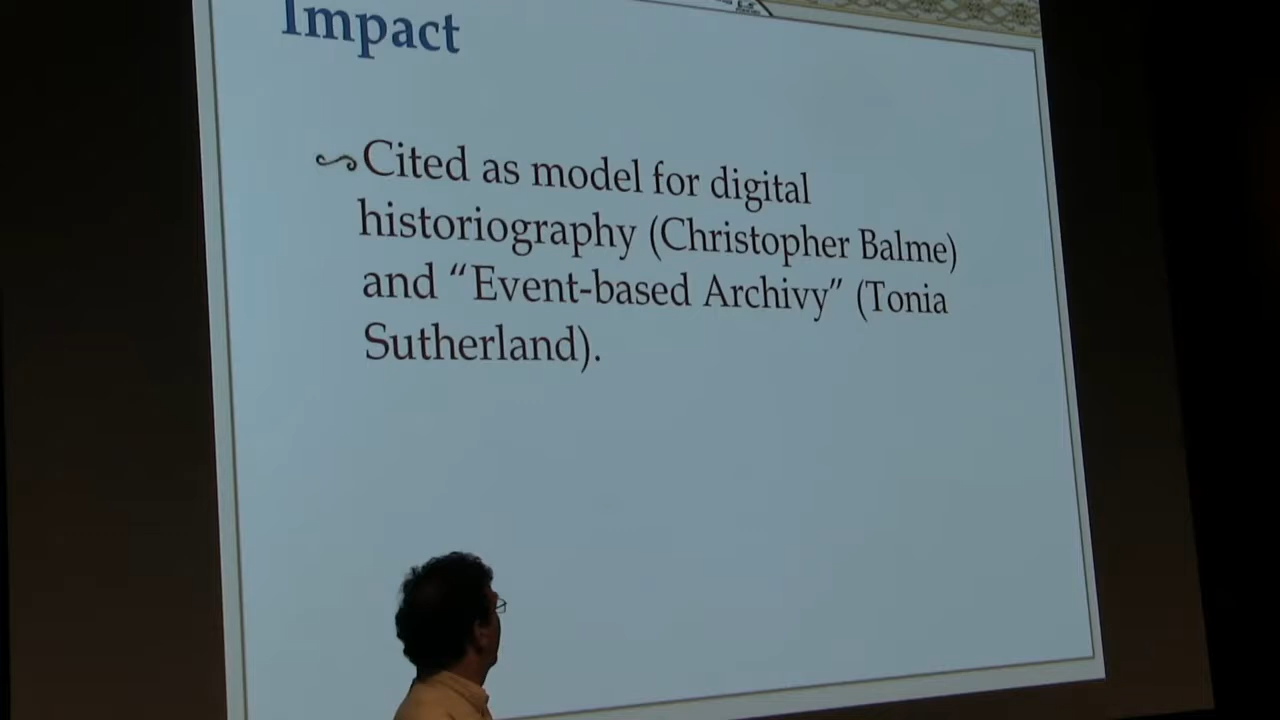 Impact
Cited as model for digital
historiography (Christopher Balme)
and “Event-based Archivy” (Tonia
Sutherland).